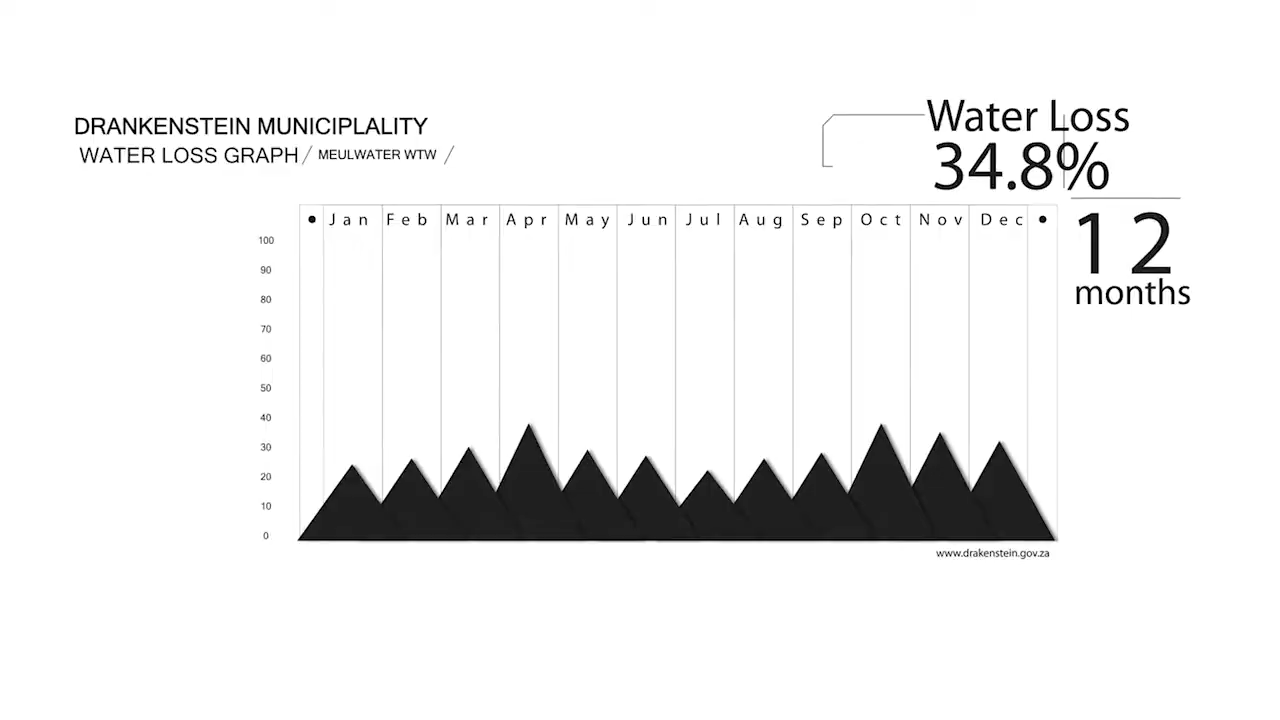 DRANKENSTEIN MUNICIPLALITY
WATER LOSS GRAPH / MEULWATER WTW /
Water Loss
34.8%
12
months
• Jan Feb Mar Apr May Jun Jul Aug Sep Oct Nov Dec •
100
90
80
70
60
50
40
30
20
10
0
www.drakenstein.gov.za